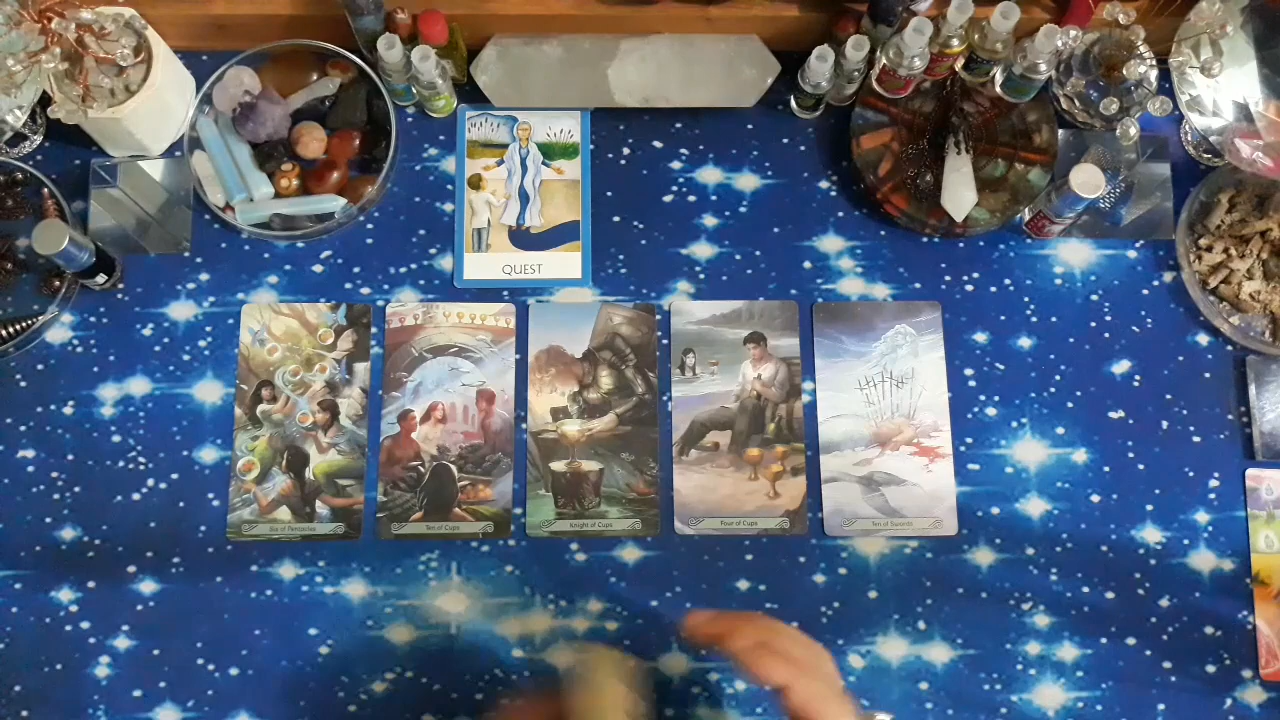 QUEST
Six of Pentacles
Ten of Cups
Knight of Cups
Four of Cups
Ten of Swords